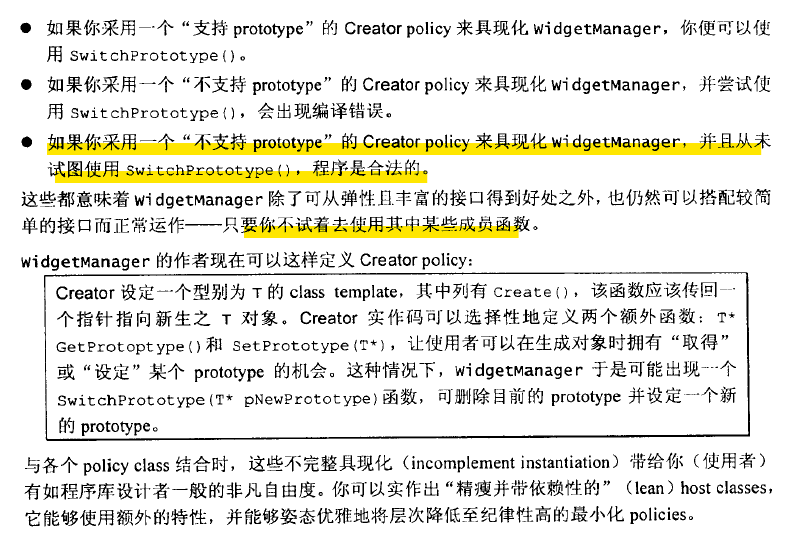 ● 如果你采用一个“支持 prototype”的 Creator policy 来具现化 WidgetManager，你便可以使
用 SwitchPrototype()。
● 如果你采用一个“不支持 prototype”的 Creator policy 来具现化 WidgetManager，并尝试使
用 SwitchPrototype()，会出现编译错误。
● 如果你采用一个“不支持 prototype”的 Creator policy 来具现化 WidgetManager，并且从未
试图使用 SwitchPrototype()，程序是合法的。
这些都意味着 WidgetManager 除了可从弹性且丰富的接口得到好处之外，也仍然可以搭配较简
单的接口而正常运作——只要你不试着去使用其中某些成员函数。
WidgetManager 的作者现在可以这样定义 Creator policy：
Creator 设定一个型别为 T 的 class template，其中列有 Create()，该函数应该传回一
个指针指向新生之 T 对象。Creator 实作码可以选择性地定义两个额外函数：T*
GetProtoptype()和 SetPrototype(T*)，让使用者可以在生成对象时拥有“取得”
或“设定”某个 prototype 的机会。这种情况下，WidgetManager 于是可能出现一个
SwitchPrototype(T* pNewPrototype)函数，可删除目前的 prototype 并设定一个新
的 prototype。
与各个 policy class 结合时，这些不完整具现化（incomplement instantiation）带给你（使用者）
有如程序库设计者一般的非凡自由度。你可以实作出“精瘦并带依赖性的”（lean）host classes，
它能够使用额外的特性，并能够姿态优雅地将层次降低至纪律性高的最小化 policies。